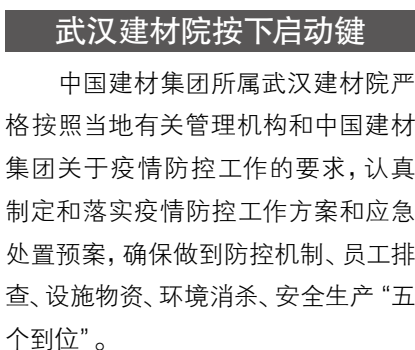 武汉建材院按下启动键
中国建材集团所属武汉建材院严
格按照当地有关管理机构和中国建材
集团关于疫情防控工作的要求，认真
制定和落实疫情防控工作方案和应急
处置预案，确保做到防控机制、员工排
查、设施物资、环境消杀、安全生产“五
个到位”。